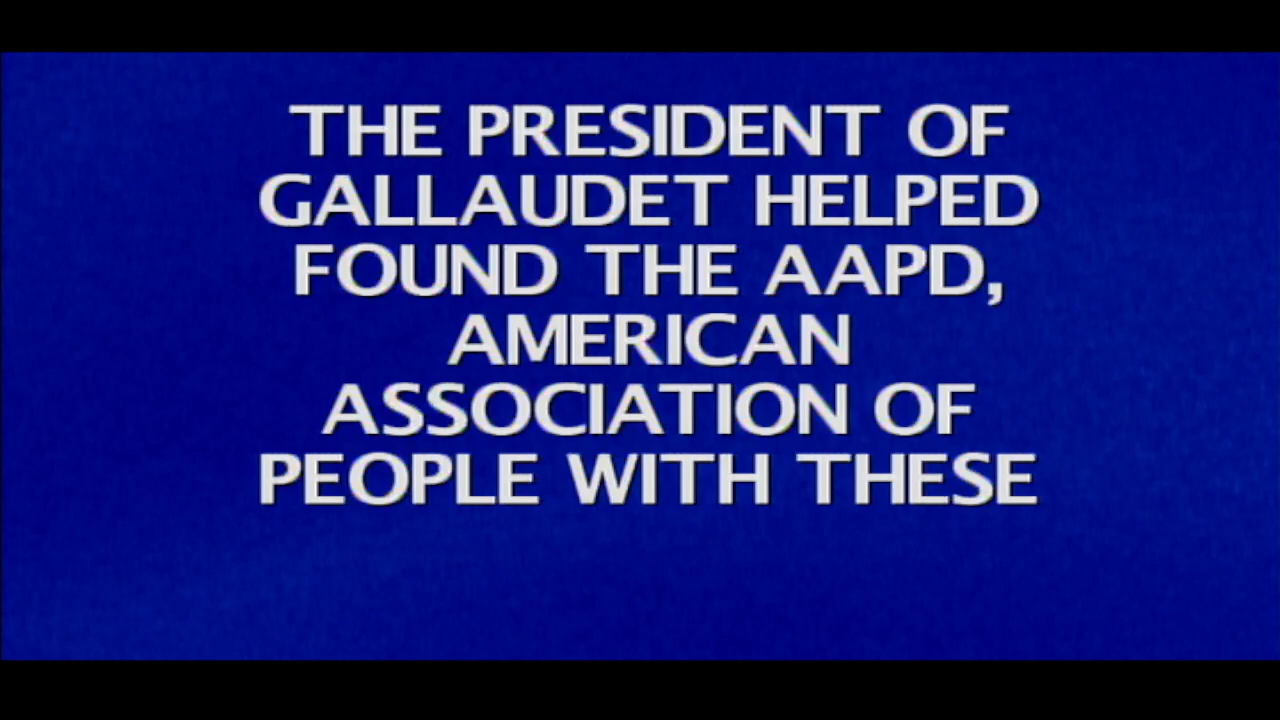 THE PRESIDENT OF
GALLAUDET HELPED
FOUND THE AAPD,
AMERICAN
ASSOCIATION OF
PEOPLE WITH THESE